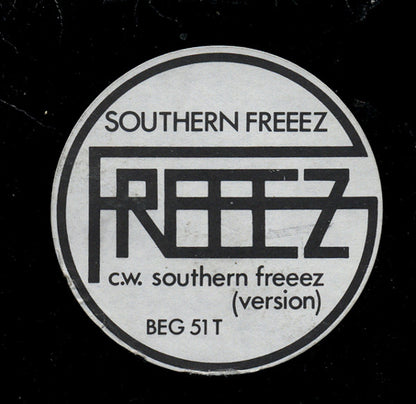 SOUTHERN FREEEZ
FREEEZ
c.w. southern freeez
(version)
BEG 51 T